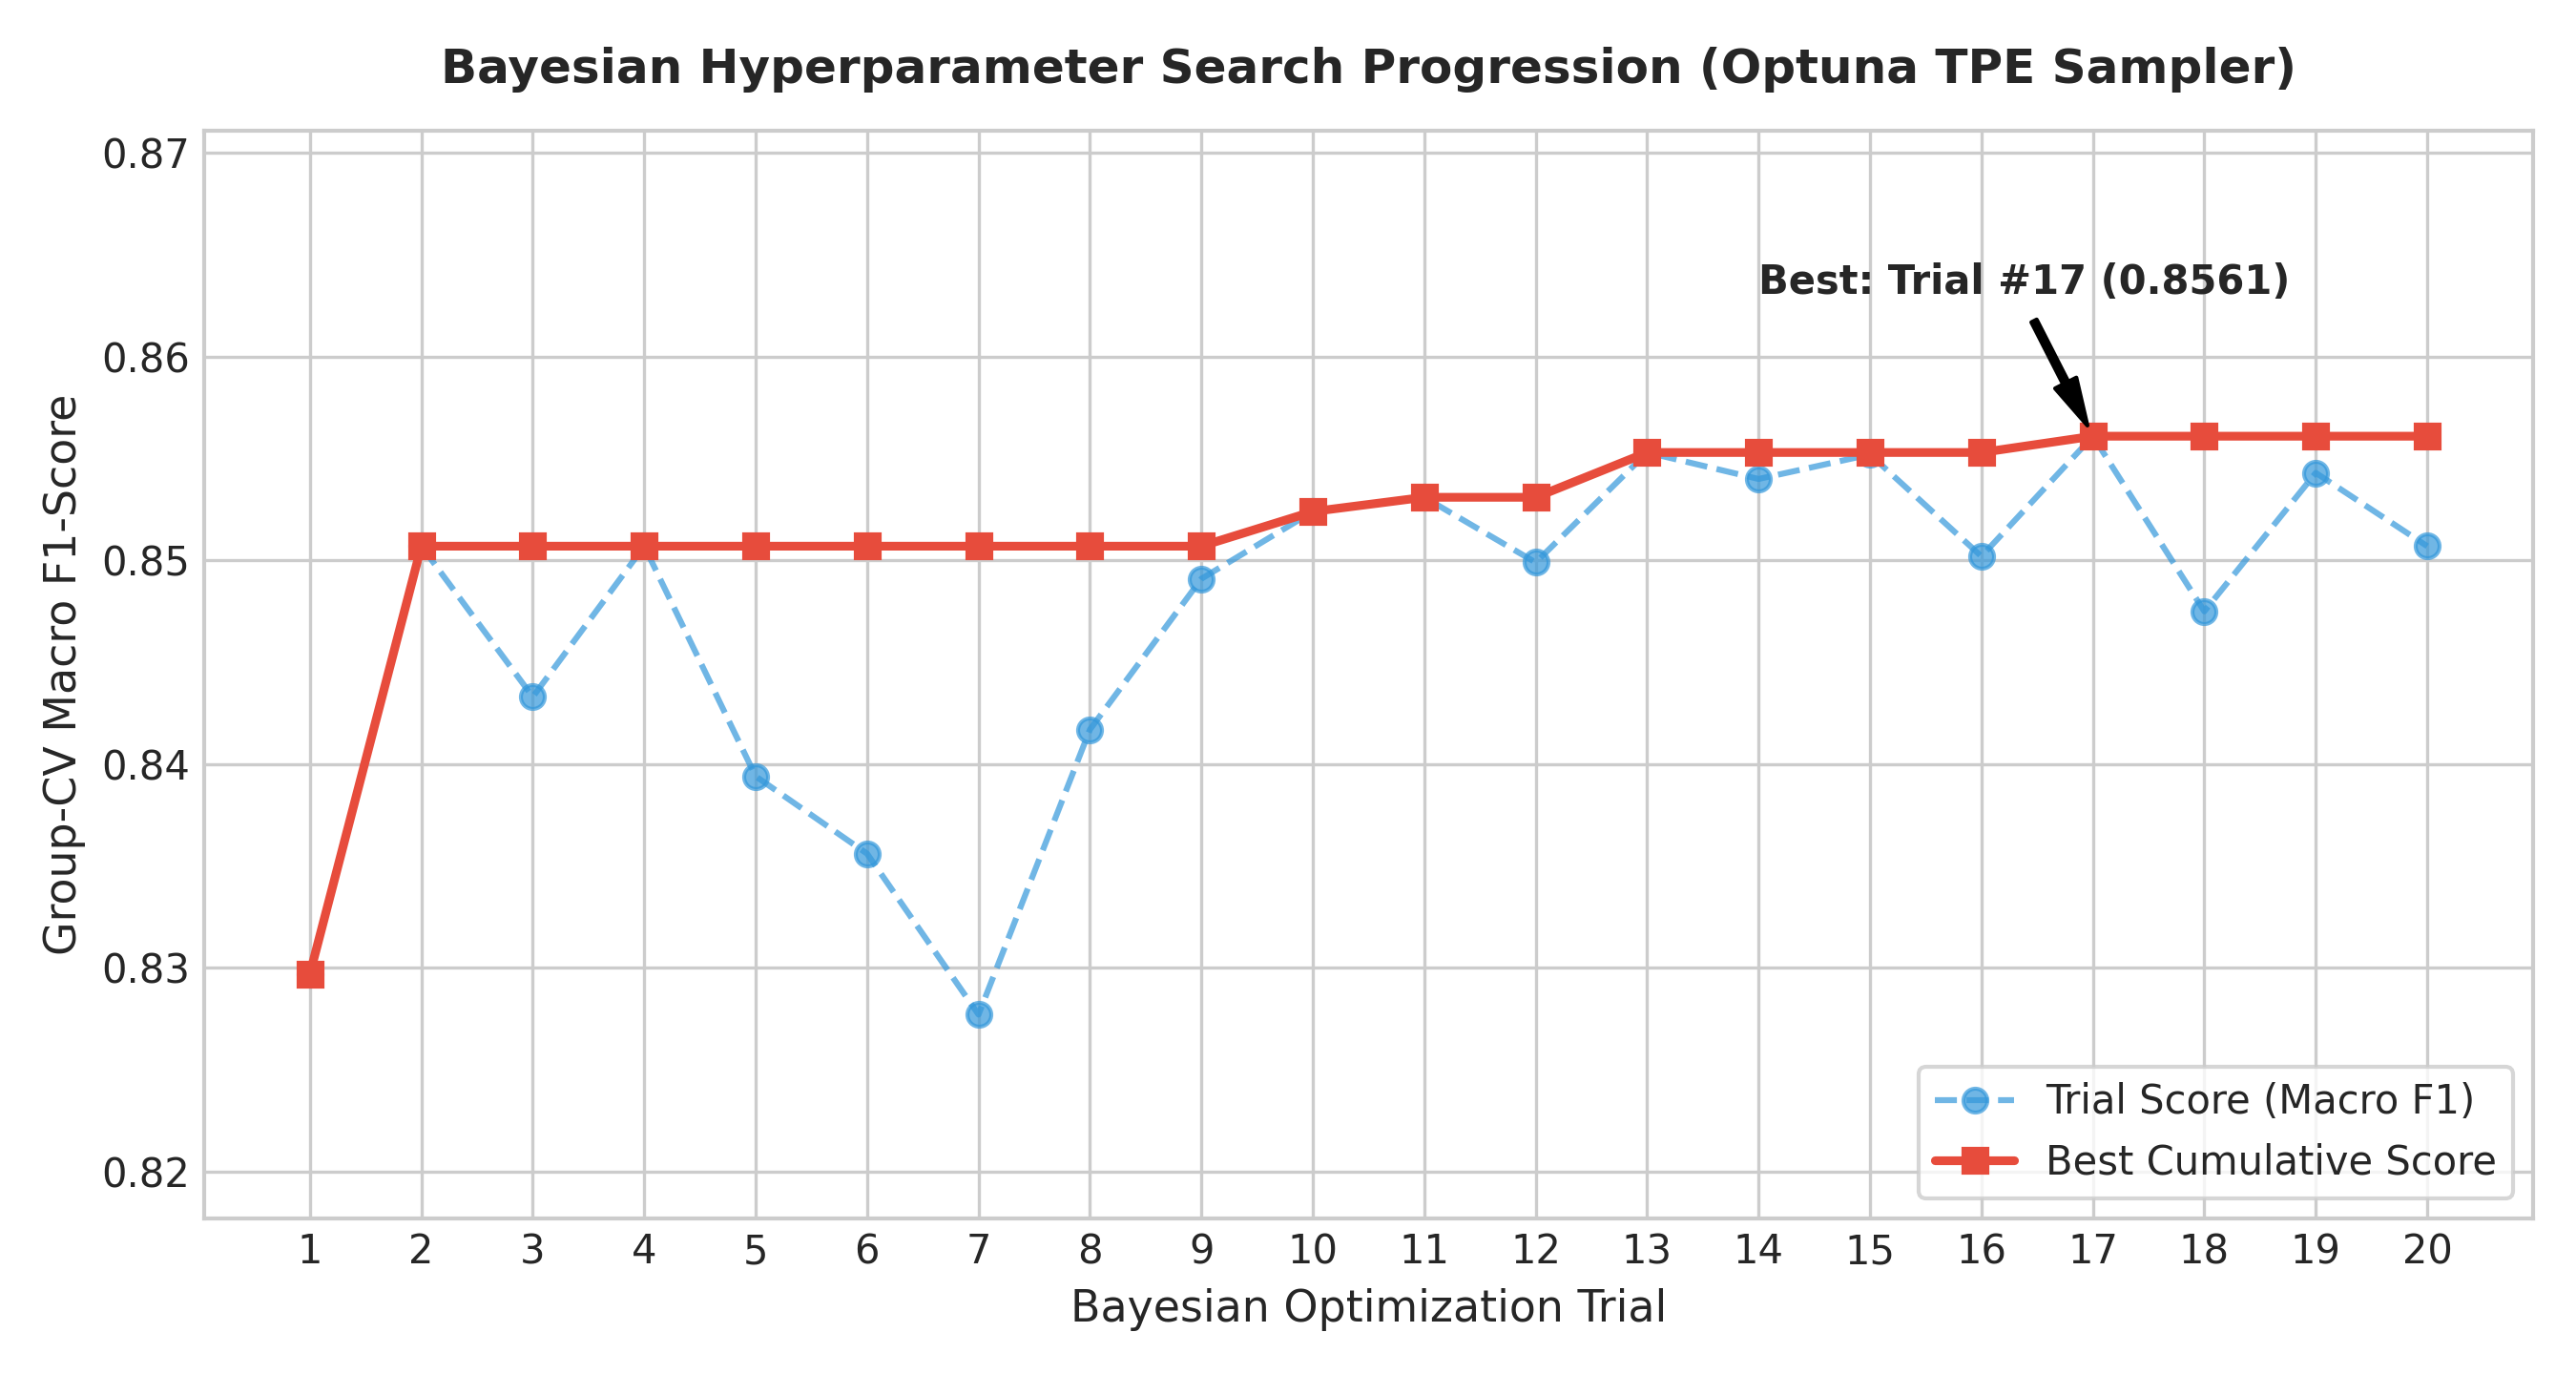 Bayesian Hyperparameter Search Progression (Optuna TPE Sampler)
Group-CV Macro F1-Score
0.87
0.86
0.85
0.84
0.83
0.82
Best: Trial #17 (0.8561)
Trial Score (Macro F1)
Best Cumulative Score
1 2 3 4 5 6 7 8 9 10 11 12 13 14 15 16 17 18 19 20
Bayesian Optimization Trial